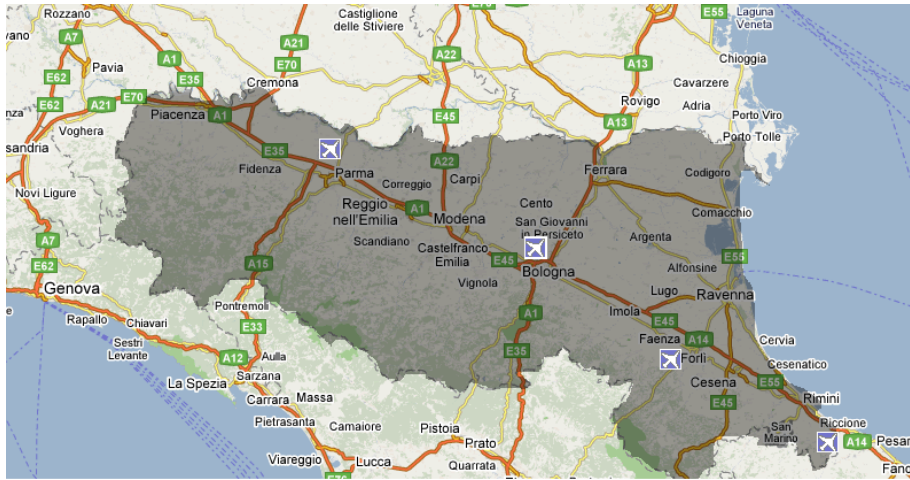 Rozzano
Castiglione
delle Stiviere
E70
E55
Laguna
Veneta
A7
A21
A22
A13
Chioggia
Pavia
A1
E70
E62
E35
Cremona
Cavarzere
E62
A21
E70
Rovigo
Adria
Porto Viro
Voghera
Piacenza
A1
E45
A13
Porto Tolle
E35
A22
Fidenza
Parma
Carpi
Ferrara
Codigoro
Novi Ligure
Correggio
Reggio
nell'Emilia
A1
Modena
Cento
San Giovanni
in Persiceto
Comacchio
A7
Scandiano
Castelfranco
Emilia
Argenta
E62
A15
E45
Bologna
Alfonsine
E55
Genova
Vignola
Lugo
Ravenna
Pontremoli
Imola
Rapallo
Chiavari
E33
A1
E45
Sestri
Levante
Faenza
A14
Cervia
A12
Aulla
E35
Forlì
Cesenatico
La Spezia
Sarzana
Cesena
E55
Carrara
Massa
E45
Rimini
Pietrasanta
Camaiore
Pistoia
San
Marino
Riccione
Prato
A14
Viareggio
Lucca
Quarrata